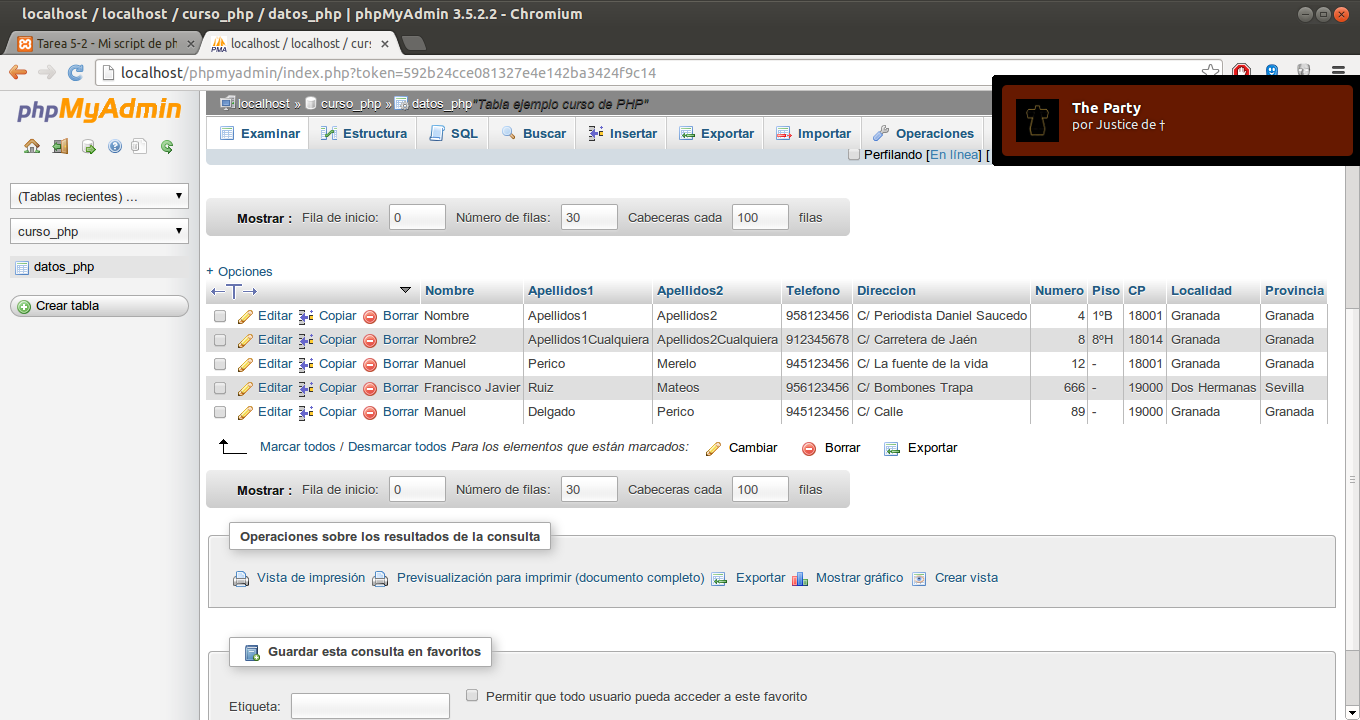 localhost / localhost / curso_php / datos_php | phpMyAdmin 3.5.2.2 - Chromium
Tarea 5-2 - Mi script de ph
PMA localhost / localhost / curs
localhost/phpmyadmin/index.php?token=592b24cce081327e4e142ba3424f9c14
phpMyAdmin
(Tablas recientes) ...
curso_php
datos_php
Crear tabla
localhost » curso_php » datos_php "Tabla ejemplo curso de PHP"
The Party
por Justice de †
Examinar Estructura SQL Buscar Insertar Exportar Importar Operaciones
Perfilando [En línea] [
Mostrar : Fila de inicio: 0 Número de filas: 30 Cabeceras cada 100 filas
+ Opciones
←T→ Nombre Apellidos1 Apellidos2 Telefono Direccion Numero Piso CP Localidad Provincia
Editar Copiar Borrar Nombre Apellidos1 Apellidos2 958123456 C/ Periodista Daniel Saucedo 4 1ºB 18001 Granada Granada
Editar Copiar Borrar Nombre2 Apellidos1Cualquiera Apellidos2Cualquiera 912345678 C/ Carretera de Jaén 8 8ºH 18014 Granada Granada
Editar Copiar Borrar Manuel Perico Merelo 945123456 C/ La fuente de la vida 12 - 18001 Granada Granada
Editar Copiar Borrar Francisco Javier Ruiz Mateos 956123456 C/ Bombones Trapa 666 - 19000 Dos Hermanas Sevilla
Editar Copiar Borrar Manuel Delgado Perico 945123456 C/ Calle 89 - 19000 Granada Granada
Marcar todos / Desmarcar todos Para los elementos que están marcados: Cambiar Borrar Exportar
Mostrar : Fila de inicio: 0 Número de filas: 30 Cabeceras cada 100 filas
Operaciones sobre los resultados de la consulta
Vista de impresión Previsualización para imprimir (documento completo) Exportar Mostrar gráfico Crear vista
Guardar esta consulta en favoritos
Etiqueta: Permitir que todo usuario pueda acceder a este favorito